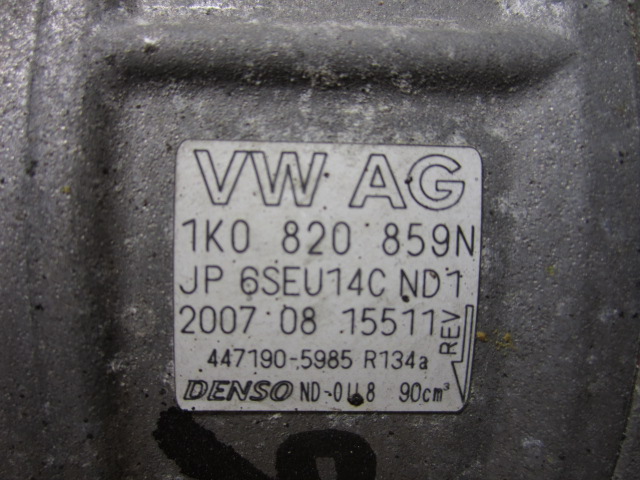 VW AG
1K0 820 859N
JP 6SEU14C ND1
2007 08 15511
REV
447190-5985 R134a
DENSO ND-OIL8 90cm³